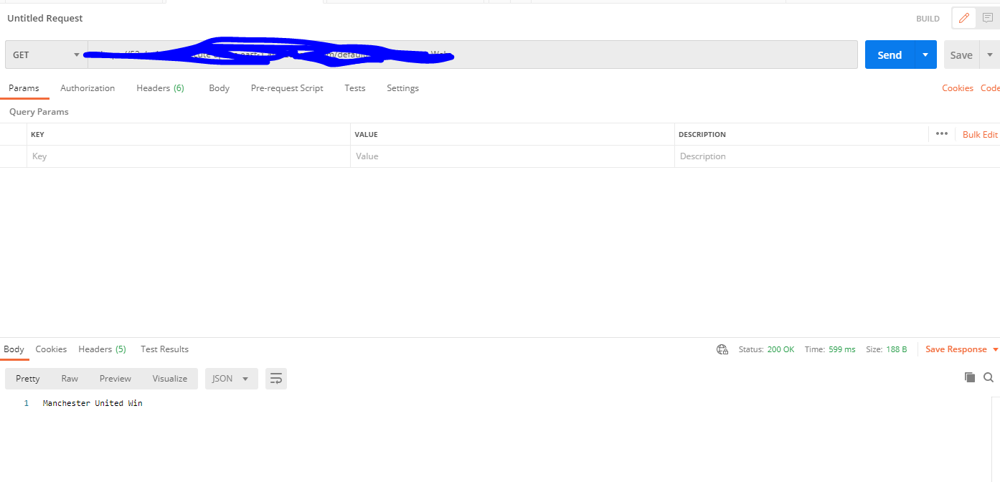 Untitled Request
BUILD
GET
Send
Save
Params Authorization Headers (6) Body Pre-request Script Tests Settings Cookies Code
Query Params
KEY VALUE DESCRIPTION ••• Bulk Edit
Key Value Description
Body Cookies Headers (5) Test Results Status: 200 OK Time: 599 ms Size: 188 B Save Response
Pretty Raw Preview Visualize JSON
1 Manchester United Win